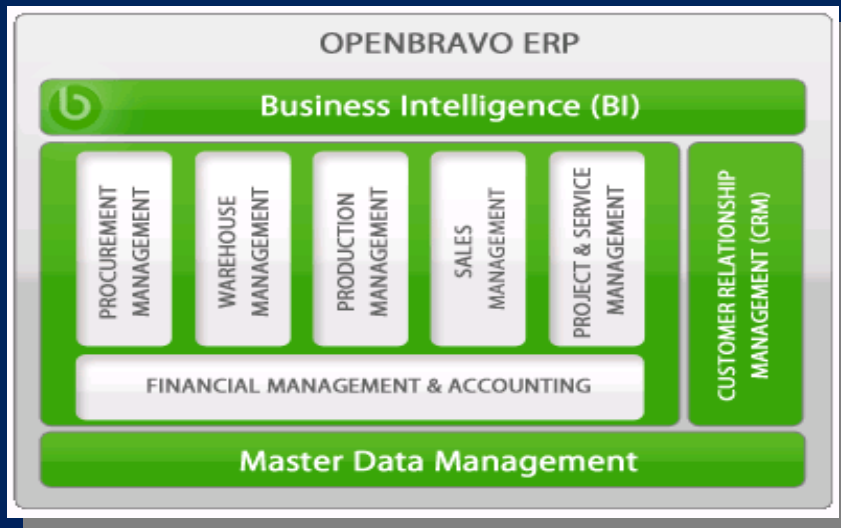 OPENBRAVO ERP
b
Business Intelligence (BI)
PROCUREMENT
MANAGEMENT
WAREHOUSE
MANAGEMENT
PRODUCTION
MANAGEMENT
SALES
MANAGEMENT
PROJECT & SERVICE
MANAGEMENT
CUSTOMER RELATIONSHIP
MANAGEMENT (CRM)
FINANCIAL MANAGEMENT & ACCOUNTING
Master Data Management